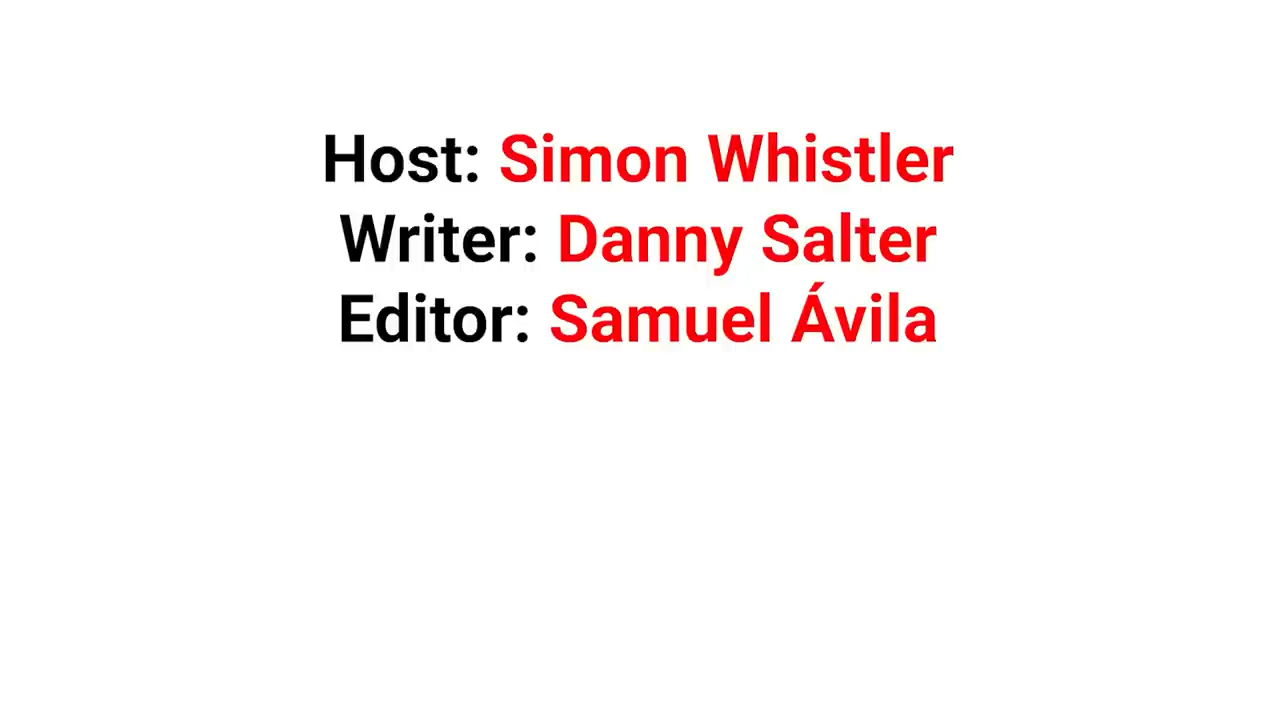 Host: Simon Whistler
Writer: Danny Salter
Editor: Samuel Ávila